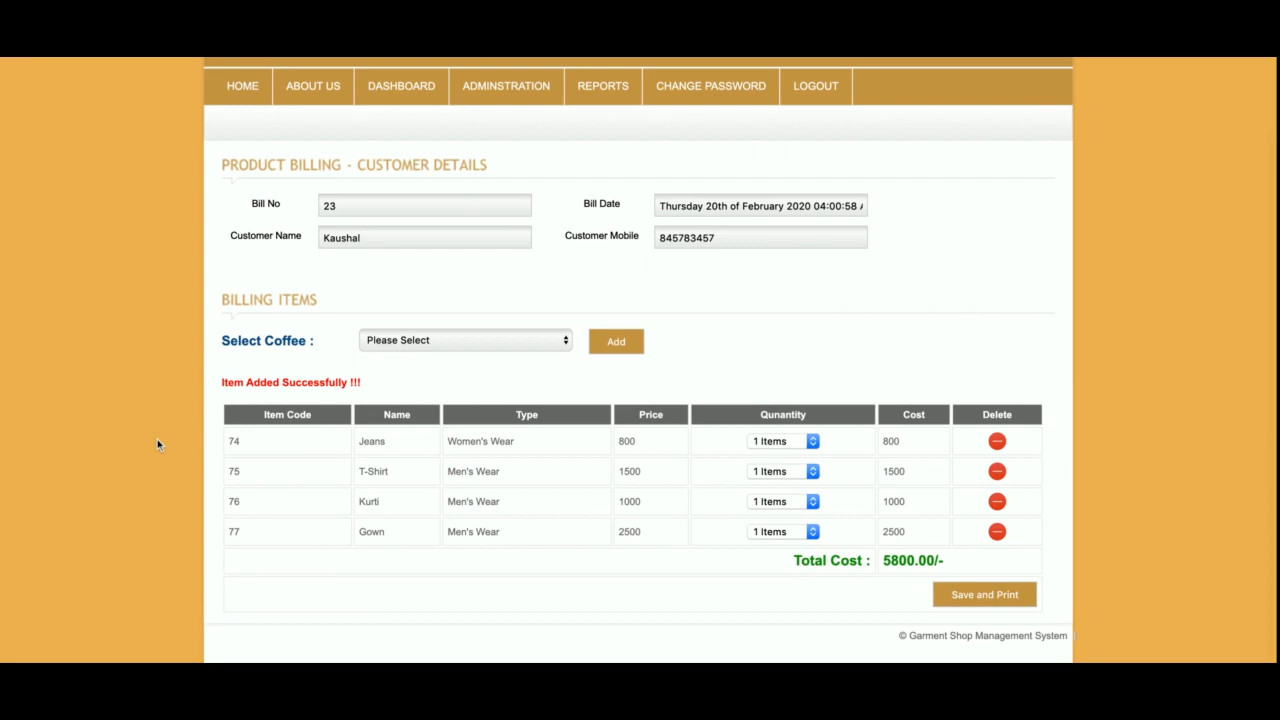 HOME ABOUT US DASHBOARD ADMINSTRATION REPORTS CHANGE PASSWORD LOGOUT
PRODUCT BILLING - CUSTOMER DETAILS
Bill No 23 Bill Date Thursday 20th of February 2020 04:00:58
Customer Name Kaushal Customer Mobile 845783457
BILLING ITEMS
Select Coffee : Please Select Add
Item Added Successfully !!!
Item Code Name Type Price Qunantity Cost Delete
74 Jeans Women's Wear 800 1 Items 800
75 T-Shirt Men's Wear 1500 1 Items 1500
76 Kurti Men's Wear 1000 1 Items 1000
77 Gown Men's Wear 2500 1 Items 2500
Total Cost : 5800.00/-
Save and Print
© Garment Shop Management System